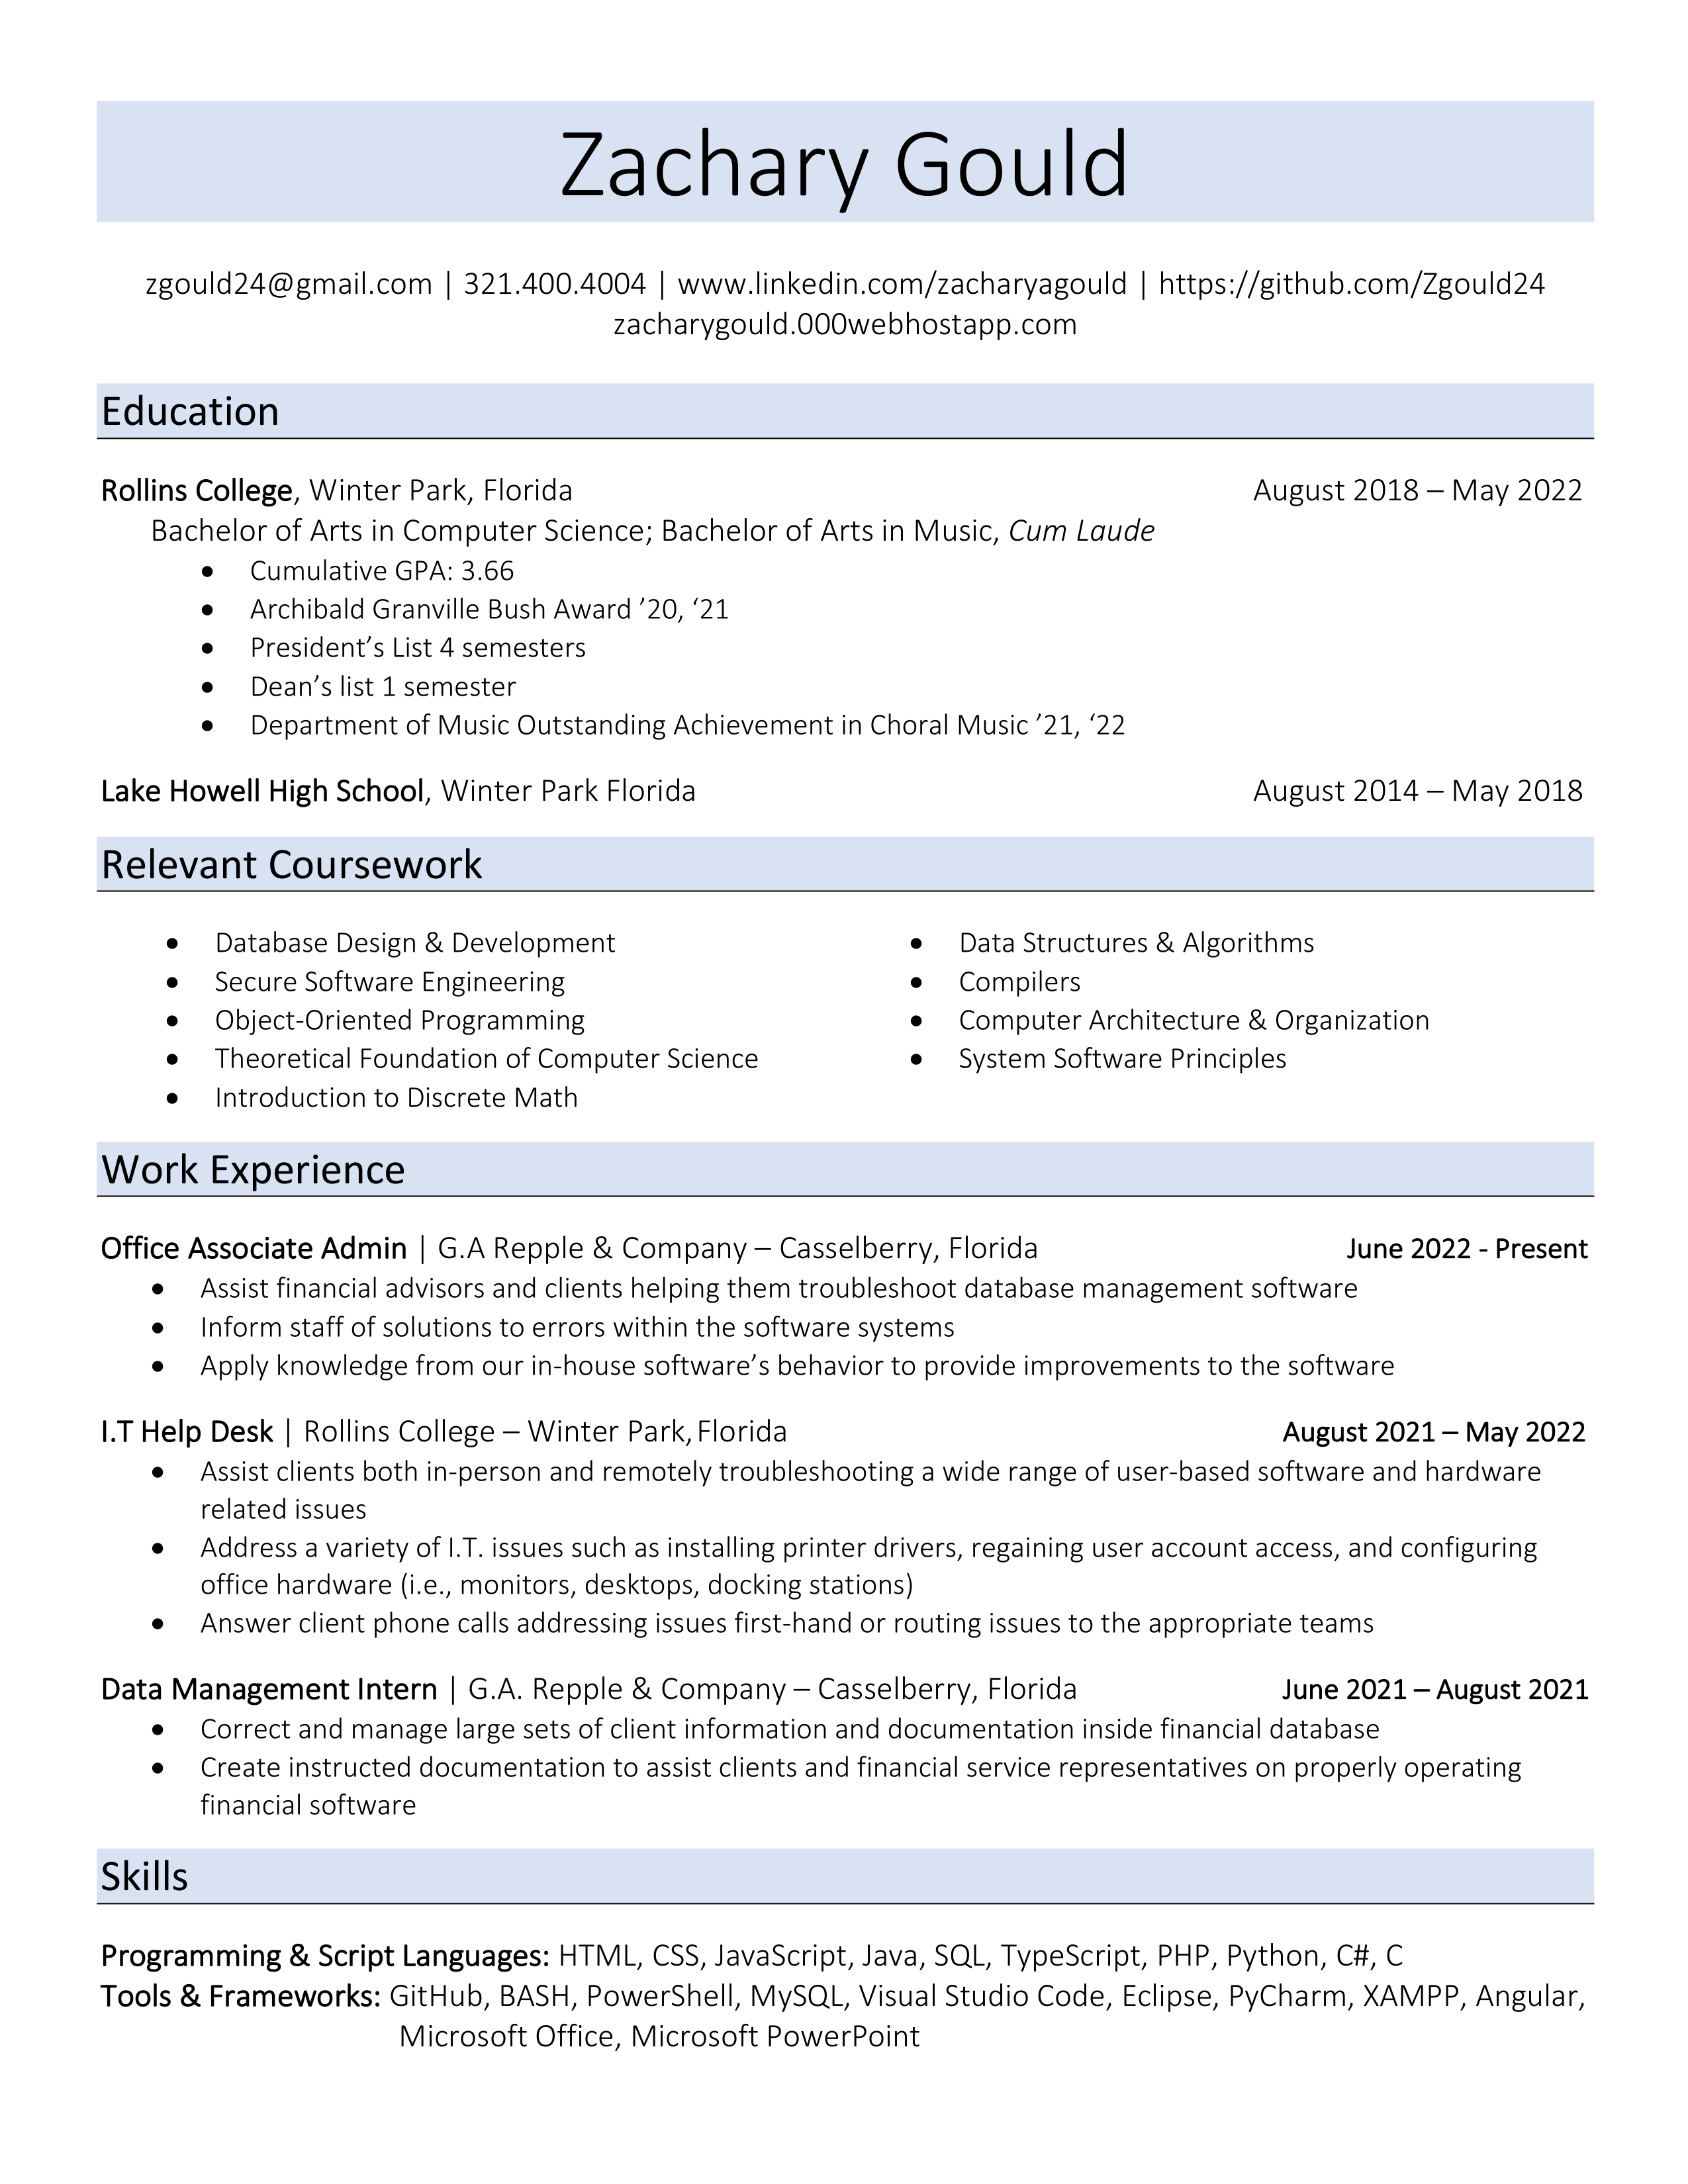 Zachary Gould
zgould24@gmail.com | 321.400.4004 | www.linkedin.com/zacharyagould | https://github.com/Zgould24
zacharygould.000webhostapp.com
Education
Rollins College, Winter Park, Florida August 2018 – May 2022
Bachelor of Arts in Computer Science; Bachelor of Arts in Music, Cum Laude
• Cumulative GPA: 3.66
• Archibald Granville Bush Award ’20, ‘21
• President’s List 4 semesters
• Dean’s list 1 semester
• Department of Music Outstanding Achievement in Choral Music ’21, ‘22
Lake Howell High School, Winter Park Florida August 2014 – May 2018
Relevant Coursework
• Database Design & Development
• Secure Software Engineering
• Object-Oriented Programming
• Theoretical Foundation of Computer Science
• Introduction to Discrete Math
• Data Structures & Algorithms
• Compilers
• Computer Architecture & Organization
• System Software Principles
Work Experience
Office Associate Admin | G.A Repple & Company – Casselberry, Florida June 2022 - Present
• Assist financial advisors and clients helping them troubleshoot database management software
• Inform staff of solutions to errors within the software systems
• Apply knowledge from our in-house software’s behavior to provide improvements to the software
I.T Help Desk | Rollins College – Winter Park, Florida August 2021 – May 2022
• Assist clients both in-person and remotely troubleshooting a wide range of user-based software and hardware
related issues
• Address a variety of I.T. issues such as installing printer drivers, regaining user account access, and configuring
office hardware (i.e., monitors, desktops, docking stations)
• Answer client phone calls addressing issues first-hand or routing issues to the appropriate teams
Data Management Intern | G.A. Repple & Company – Casselberry, Florida June 2021 – August 2021
• Correct and manage large sets of client information and documentation inside financial database
• Create instructed documentation to assist clients and financial service representatives on properly operating
financial software
Skills
Programming & Script Languages: HTML, CSS, JavaScript, Java, SQL, TypeScript, PHP, Python, C#, C
Tools & Frameworks: GitHub, BASH, PowerShell, MySQL, Visual Studio Code, Eclipse, PyCharm, XAMPP, Angular,
Microsoft Office, Microsoft PowerPoint